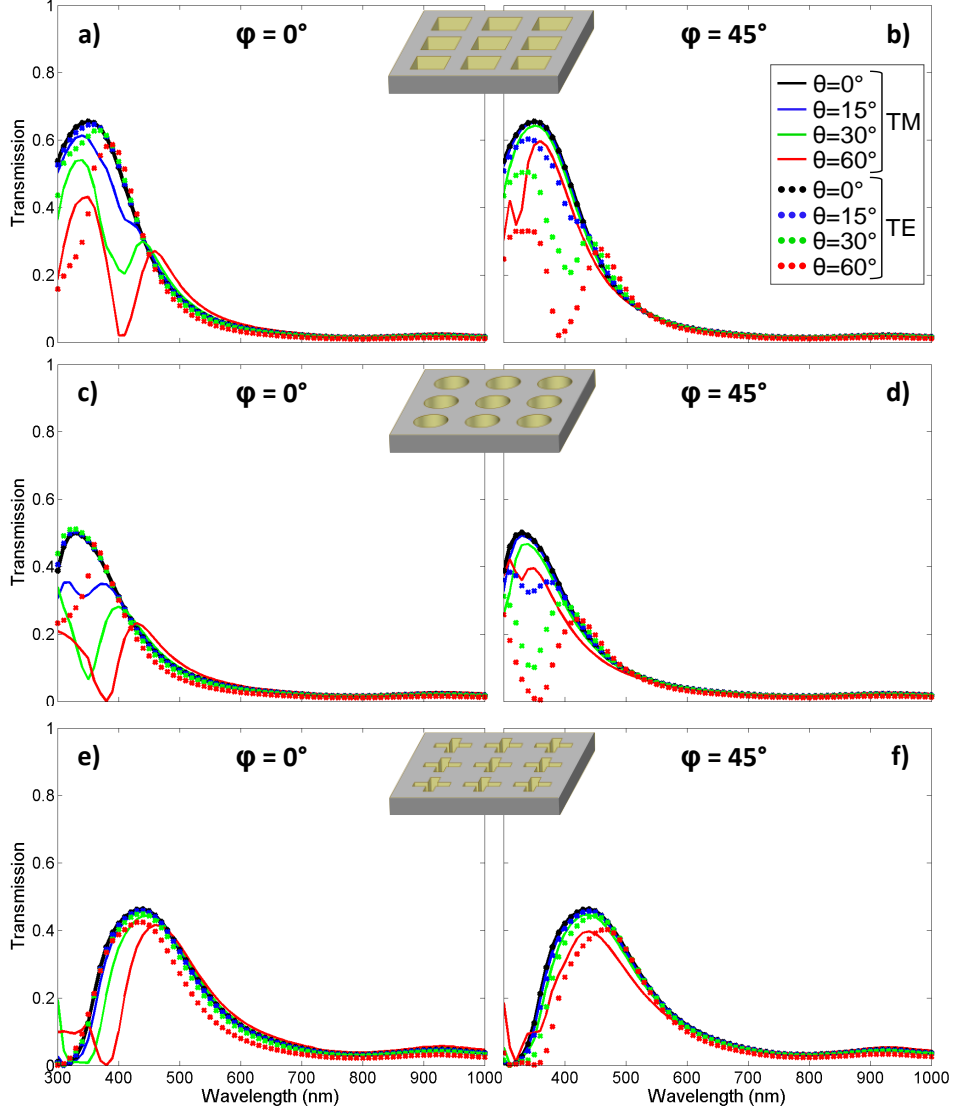 a)
φ = 0°
φ = 45°
b)
1
0.8
0.6
0.4
0.2
0
Transmission
θ=0°
θ=15°
θ=30°
θ=60°
TM
θ=0°
θ=15°
θ=30°
θ=60°
TE
c)
φ = 0°
φ = 45°
d)
1
0.8
0.6
0.4
0.2
0
Transmission
e)
φ = 0°
φ = 45°
f)
1
0.8
0.6
0.4
0.2
0
Transmission
300 400 500 600 700 800 900 1000
400 500 600 700 800 900 1000
Wavelength (nm)
Wavelength (nm)